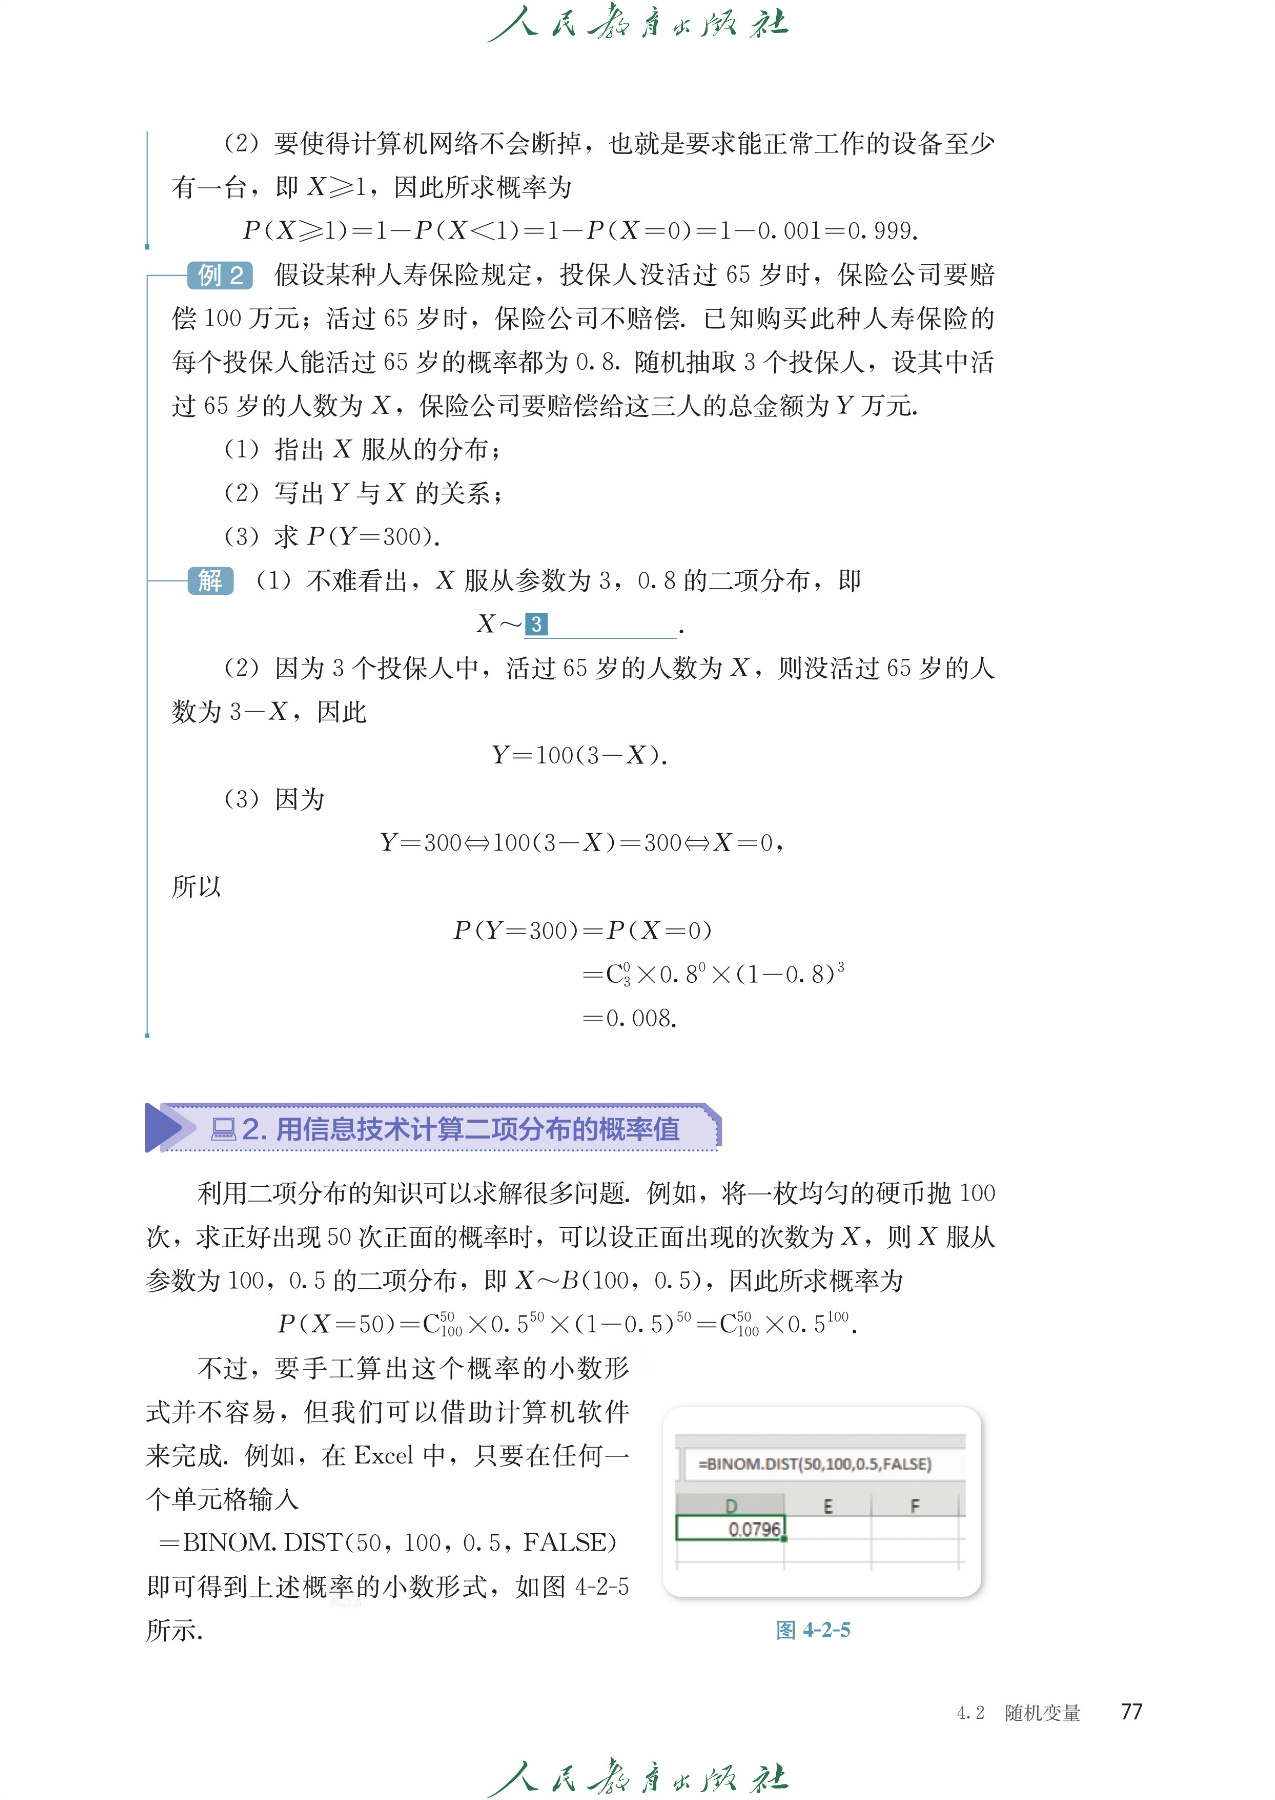 人民教育出版社
（2）要使得计算机网络不会断掉，也就是要求能正常工作的设备至少
有一台，即 X≥1，因此所求概率为
P(X≥1)=1-P(X<1)=1-P(X=0)=1-0.001=0.999.
例 2 假设某种人寿保险规定，投保人没活过 65 岁时，保险公司要赔
偿 100 万元；活过 65 岁时，保险公司不赔偿. 已知购买此种人寿保险的
每个投保人能活过 65 岁的概率都为 0.8. 随机抽取 3 个投保人，设其中活
过 65 岁的人数为 X，保险公司要赔偿给这三人的总金额为 Y 万元.
（1）指出 X 服从的分布；
（2）写出 Y 与 X 的关系；
（3）求 P(Y=300).
解 （1）不难看出，X 服从参数为 3，0.8 的二项分布，即
X～3________.
（2）因为 3 个投保人中，活过 65 岁的人数为 X，则没活过 65 岁的人
数为 3-X，因此
Y=100(3-X).
（3）因为
Y=300⇔100(3-X)=300⇔X=0，
所以
P(Y=300)=P(X=0)
=C₃⁰×0.8⁰×(1-0.8)³
=0.008.
2. 用信息技术计算二项分布的概率值
利用二项分布的知识可以求解很多问题. 例如，将一枚均匀的硬币抛 100
次，求正好出现 50 次正面的概率时，可以设正面出现的次数为 X，则 X 服从
参数为 100，0.5 的二项分布，即 X～B(100，0.5)，因此所求概率为
P(X=50)=C₁₀₀⁵⁰×0.5⁵⁰×(1-0.5)⁵⁰=C₁₀₀⁵⁰×0.5¹⁰⁰.
不过，要手工算出这个概率的小数形
式并不容易，但我们可以借助计算机软件
来完成. 例如，在 Excel 中，只要在任何一
个单元格输入
=BINOM.DIST(50，100，0.5，FALSE)
即可得到上述概率的小数形式，如图 4-2-5
所示.
=BINOM.DIST(50,100,0.5,FALSE)
D E F
0.0796
图 4-2-5
4.2 随机变量 77
人民教育出版社